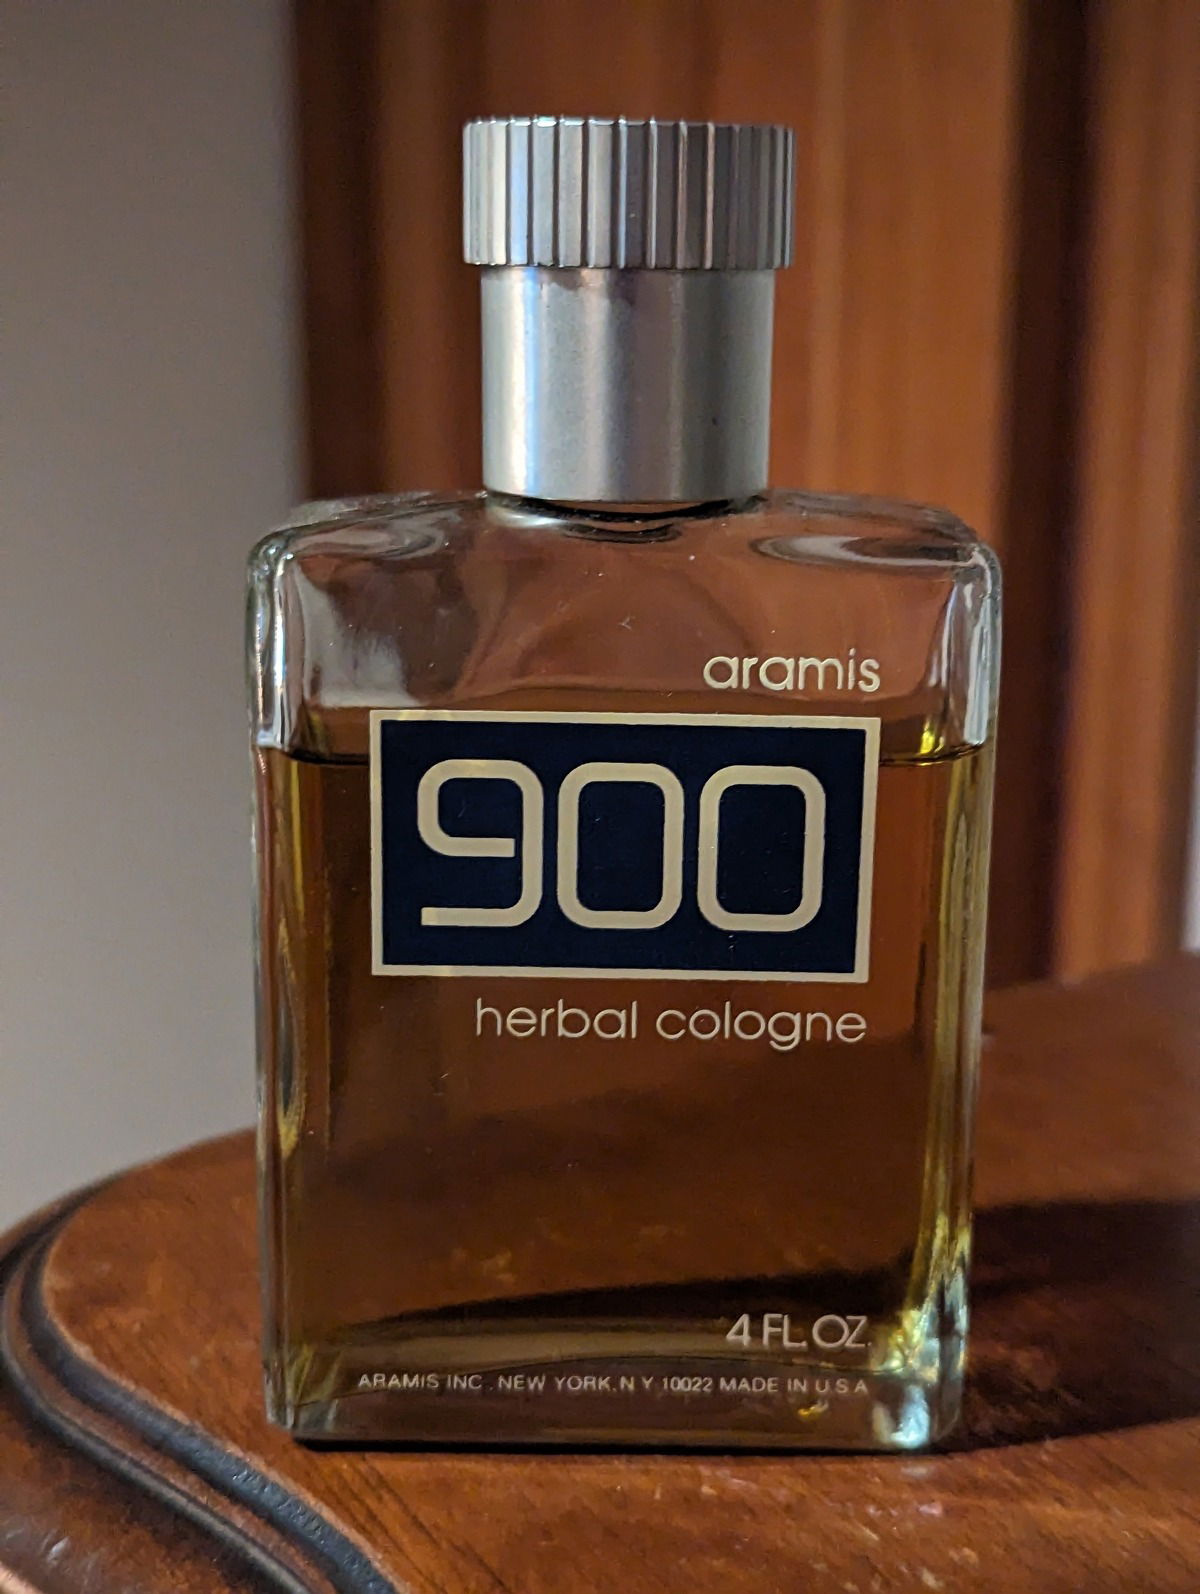 aramis
900
herbal cologne
4 FL. OZ.
ARAMIS INC., NEW YORK, N.Y. 10022 MADE IN U.S.A